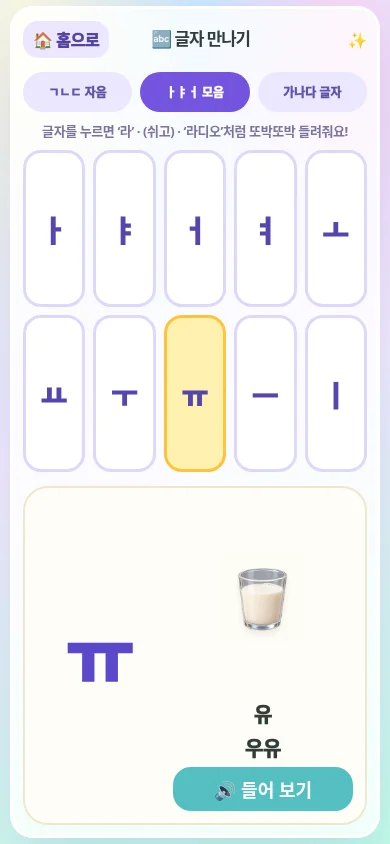 🏠 홈으로
🔤 글자 만나기
✨
ㄱㄴㄷ 자음
ㅏㅑㅓ 모음
가나다 글자
글자를 누르면 ‘라’ · (쉬고) · ‘라디오’처럼 또박또박 들려줘요!
ㅏ ㅑ ㅓ ㅕ ㅗ
ㅛ ㅜ ㅠ ㅡ ㅣ
ㅠ
유
우유
🔊 들어 보기